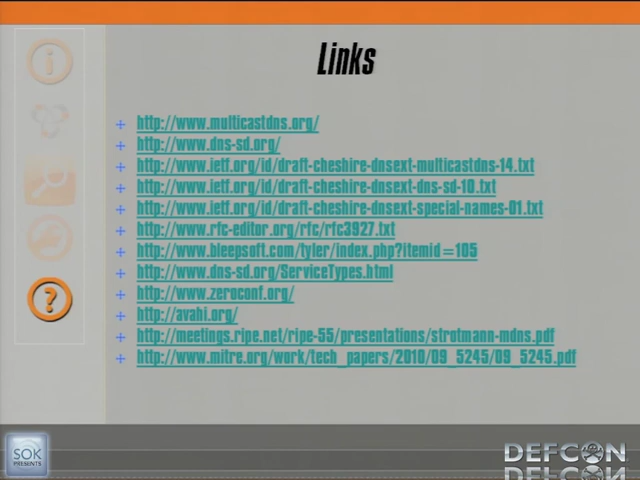 Links
http://www.multicastdns.org/
http://www.dns-sd.org/
http://www.ietf.org/id/draft-cheshire-dnsext-multicastdns-14.txt
http://www.ietf.org/id/draft-cheshire-dnsext-dns-sd-10.txt
http://www.ietf.org/id/draft-cheshire-dnsext-special-names-01.txt
http://www.rfc-editor.org/rfc/rfc3927.txt
http://www.bleepsoft.com/tyler/index.php?itemid=105
http://www.dns-sd.org/ServiceTypes.html
http://www.zeroconf.org/
http://avahi.org/
http://meetings.ripe.net/ripe-55/presentations/strotmann-mdns.pdf
http://www.mitre.org/work/tech_papers/2010/09_5245/09_5245.pdf
SOK
PRESENTS
DEFCON